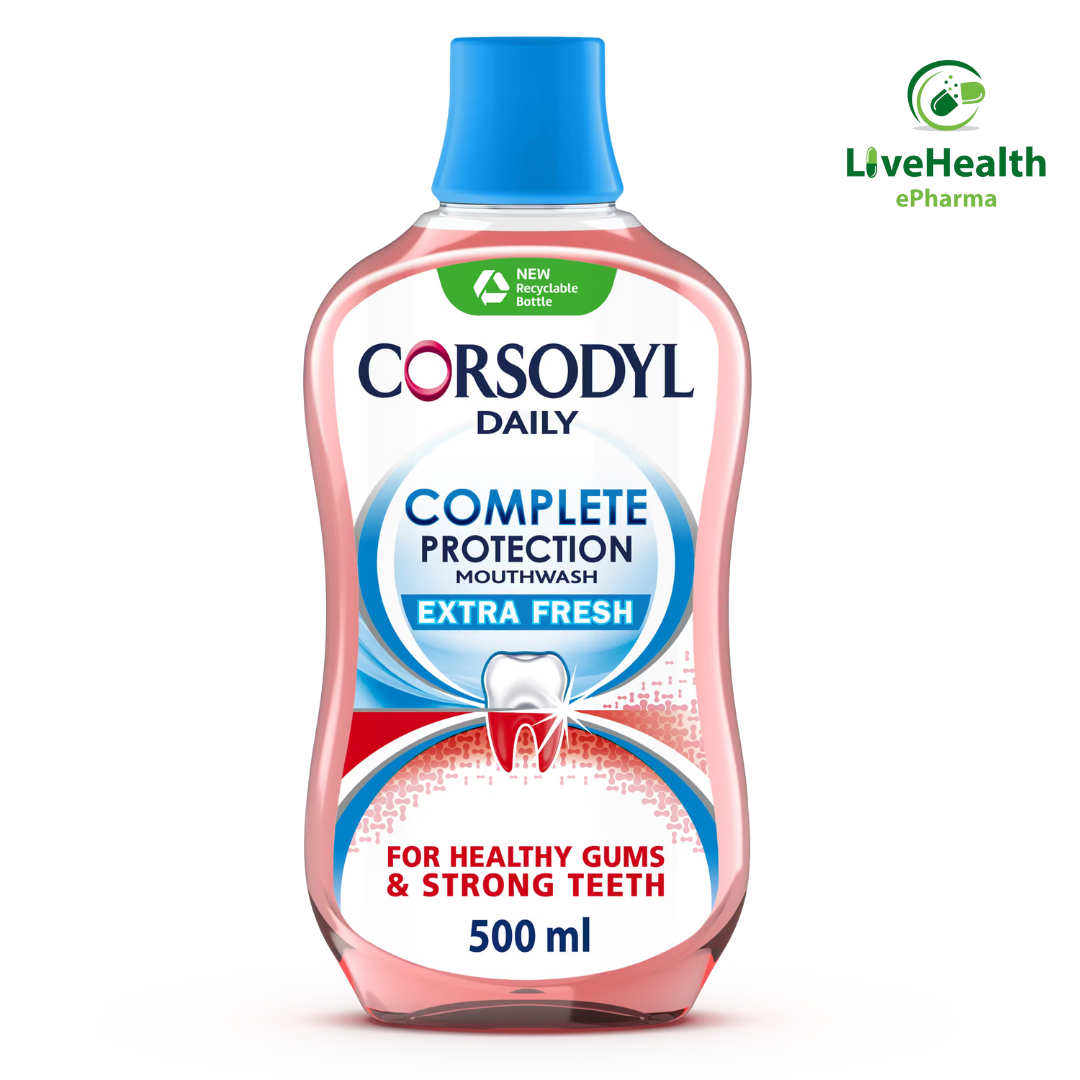 LiveHealth
ePharma
NEW
Recyclable
Bottle
CORSODYL
DAILY
COMPLETE
PROTECTION
MOUTHWASH
EXTRA FRESH
FOR HEALTHY GUMS
& STRONG TEETH
500 ml